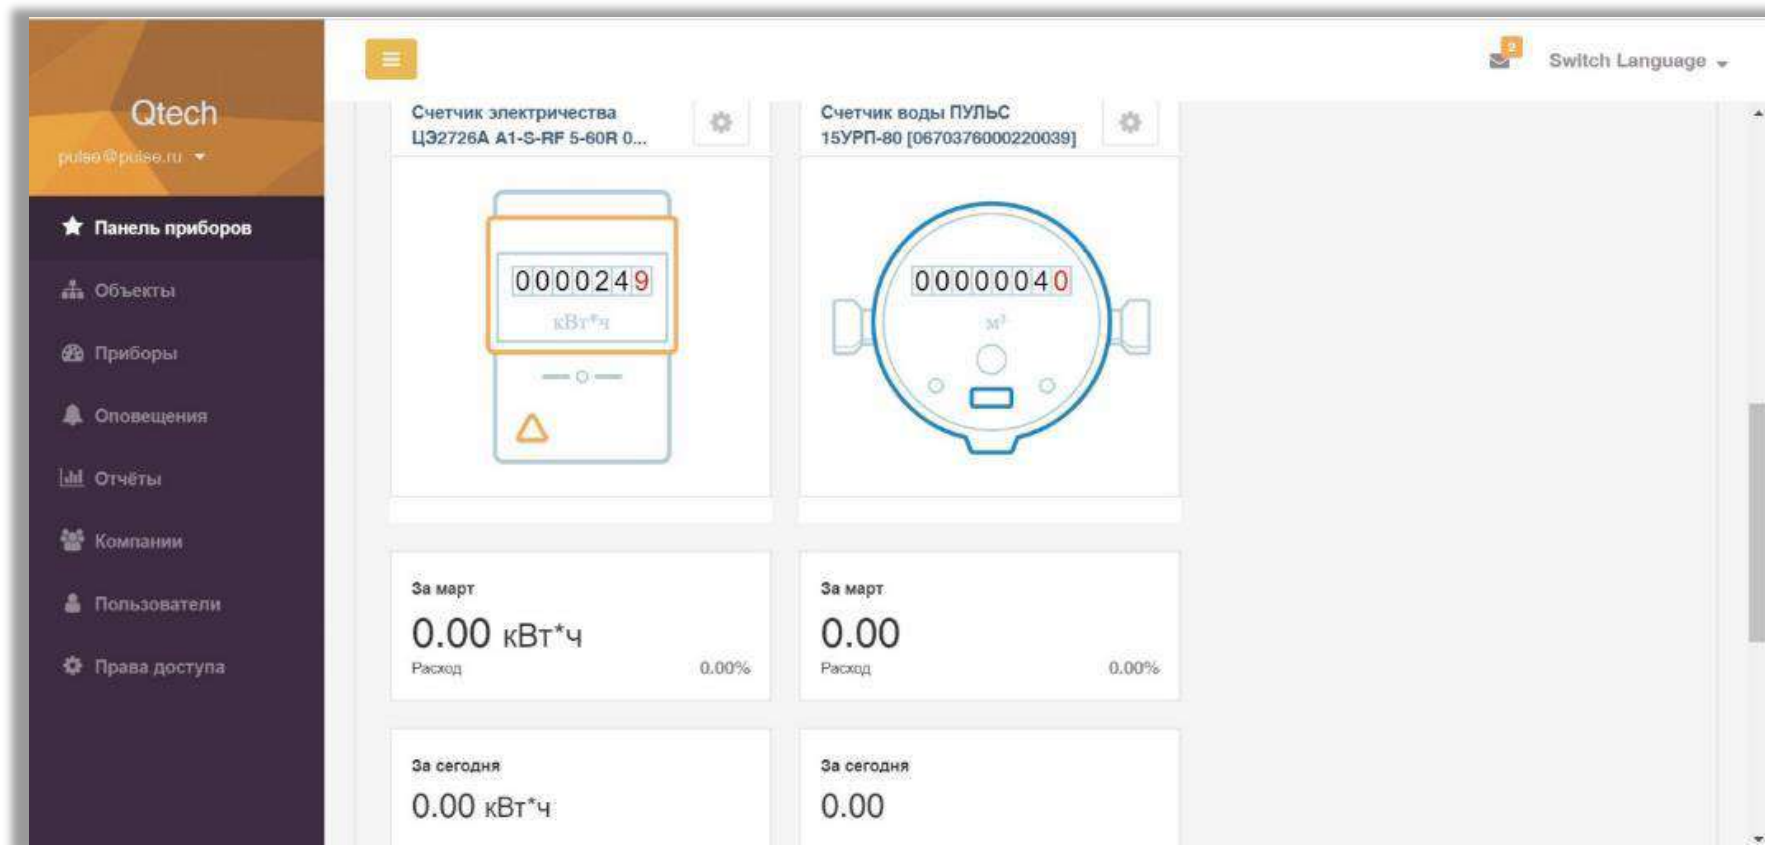 Qtech
pulse@pulse.ru
Панель приборов
Объекты
Приборы
Оповещения
Отчёты
Компании
Пользователи
Права доступа
2
Switch Language
Счетчик электричества
ЦЭ2726А А1-S-RF 5-60R 0...
0000249
кВт*ч
Счетчик воды ПУЛЬС
15УРП-80 [0670376000220039]
00000040
м³
За март
0.00 кВт*ч
Расход 0.00%
За март
0.00
Расход 0.00%
За сегодня
0.00 кВт*ч
За сегодня
0.00